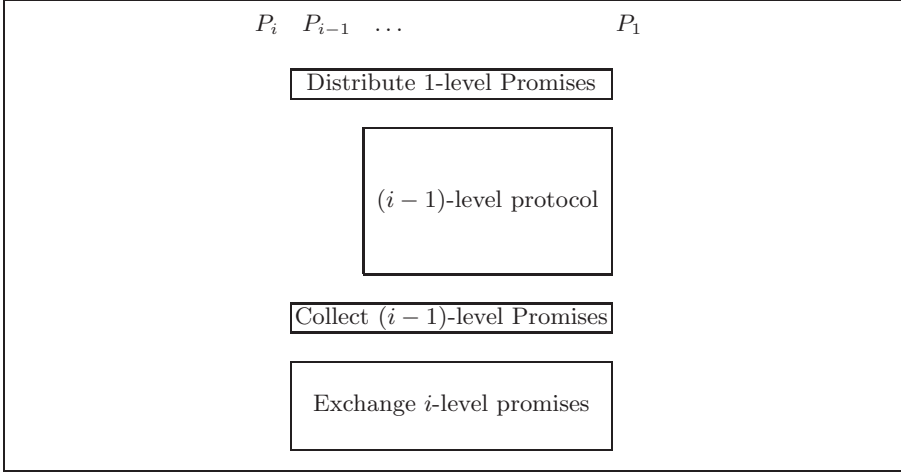 P_i P_{i−1} … P_1
Distribute 1-level Promises
(i − 1)-level protocol
Collect (i − 1)-level Promises
Exchange i-level promises